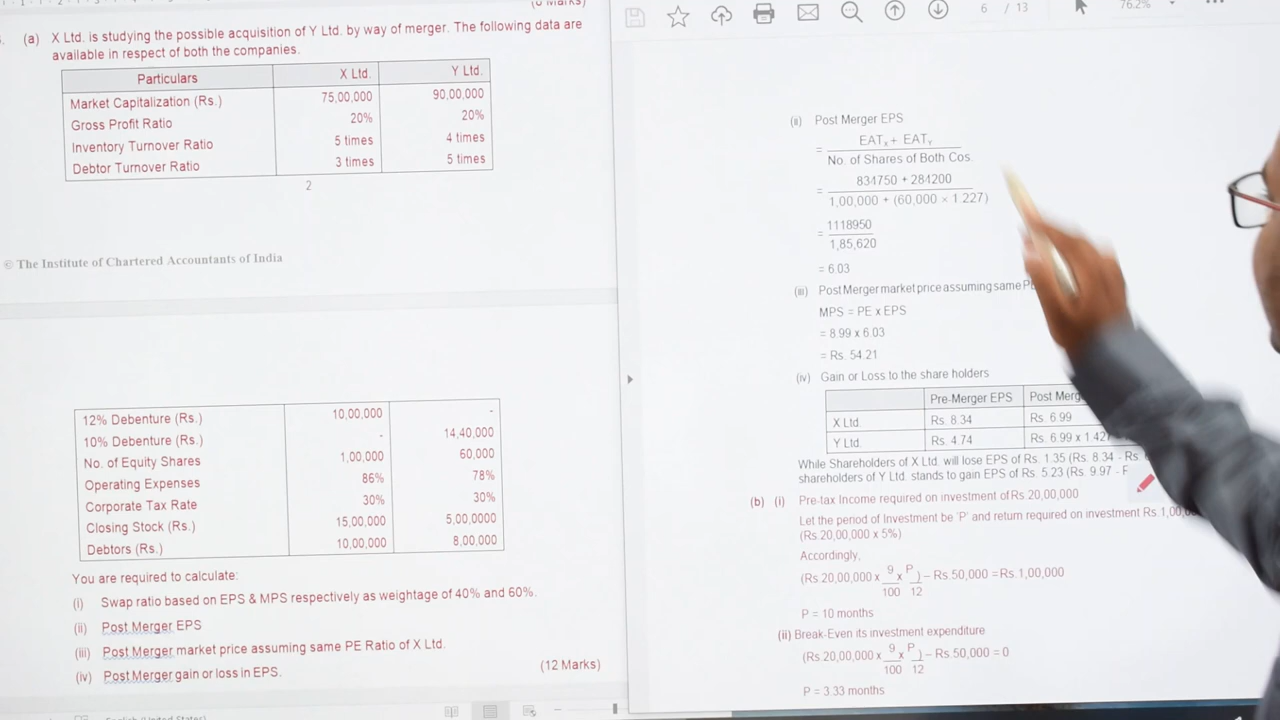 (a) X Ltd. is studying the possible acquisition of Y Ltd. by way of merger. The following data are
available in respect of both the companies.
Particulars X Ltd. Y Ltd.
Market Capitalization (Rs.) 75,00,000 90,00,000
Gross Profit Ratio 20% 20%
Inventory Turnover Ratio 5 times 4 times
Debtor Turnover Ratio 3 times 5 times
2
© The Institute of Chartered Accountants of India
12% Debenture (Rs.) 10,00,000 -
10% Debenture (Rs.) - 14,40,000
No. of Equity Shares 1,00,000 60,000
Operating Expenses 86% 78%
Corporate Tax Rate 30% 30%
Closing Stock (Rs.) 15,00,000 5,00,0000
Debtors (Rs.) 10,00,000 8,00,000
You are required to calculate:
(i) Swap ratio based on EPS & MPS respectively as weightage of 40% and 60%.
(ii) Post Merger EPS
(iii) Post Merger market price assuming same PE Ratio of X Ltd.
(iv) Post Merger gain or loss in EPS.
(12 Marks)
6 / 13 76.2%
(ii) Post Merger EPS
= EATX + EATY
No. of Shares of Both Cos.
= 834750 + 284200
1,00,000 + (60,000 × 1.227)
= 1118950
1,85,620
= 6.03
(iii) Post Merger market price assuming same
MPS = PE x EPS
= 8.99 x 6.03
= Rs. 54.21
(iv) Gain or Loss to the share holders
Pre-Merger EPS Post
X Ltd. Rs. 8.34 Rs. 6.99
Y Ltd. Rs. 4.74 Rs. 6.99 x 1.427
While Shareholders of X Ltd. will lose EPS of Rs. 1.35 (Rs. 8.34 - Rs.
shareholders of Y Ltd. stands to gain EPS of Rs. 5.23 (Rs. 9.97 -
(b) (i) Pre-tax Income required on investment of Rs. 20,00,000
Let the period of Investment be 'P' and return required on investment
(Rs. 20,00,000 x 5%)
Accordingly,
(Rs. 20,00,000 x 9/100 x P/12) – Rs. 50,000 = Rs. 1,00,000
P = 10 months
(ii) Break-Even its investment expenditure
(Rs. 20,00,000 x 9/100 x P/12) – Rs. 50,000 = 0
P = 3.33 months